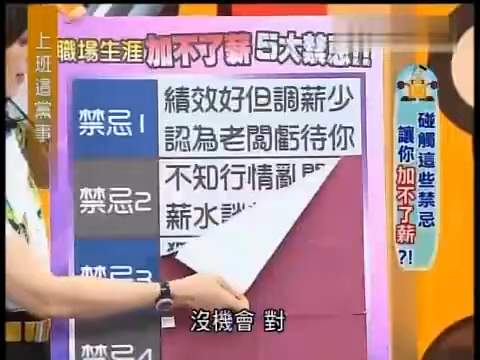 上班這黨事
職場生涯加不了薪5大禁忌!!
禁忌1
績效好但調薪少
認為老闆虧待你
禁忌2
不知行情亂
薪水談
禁忌3
禁忌4
碰觸這些禁忌
讓你加不了薪?!
沒機會 對